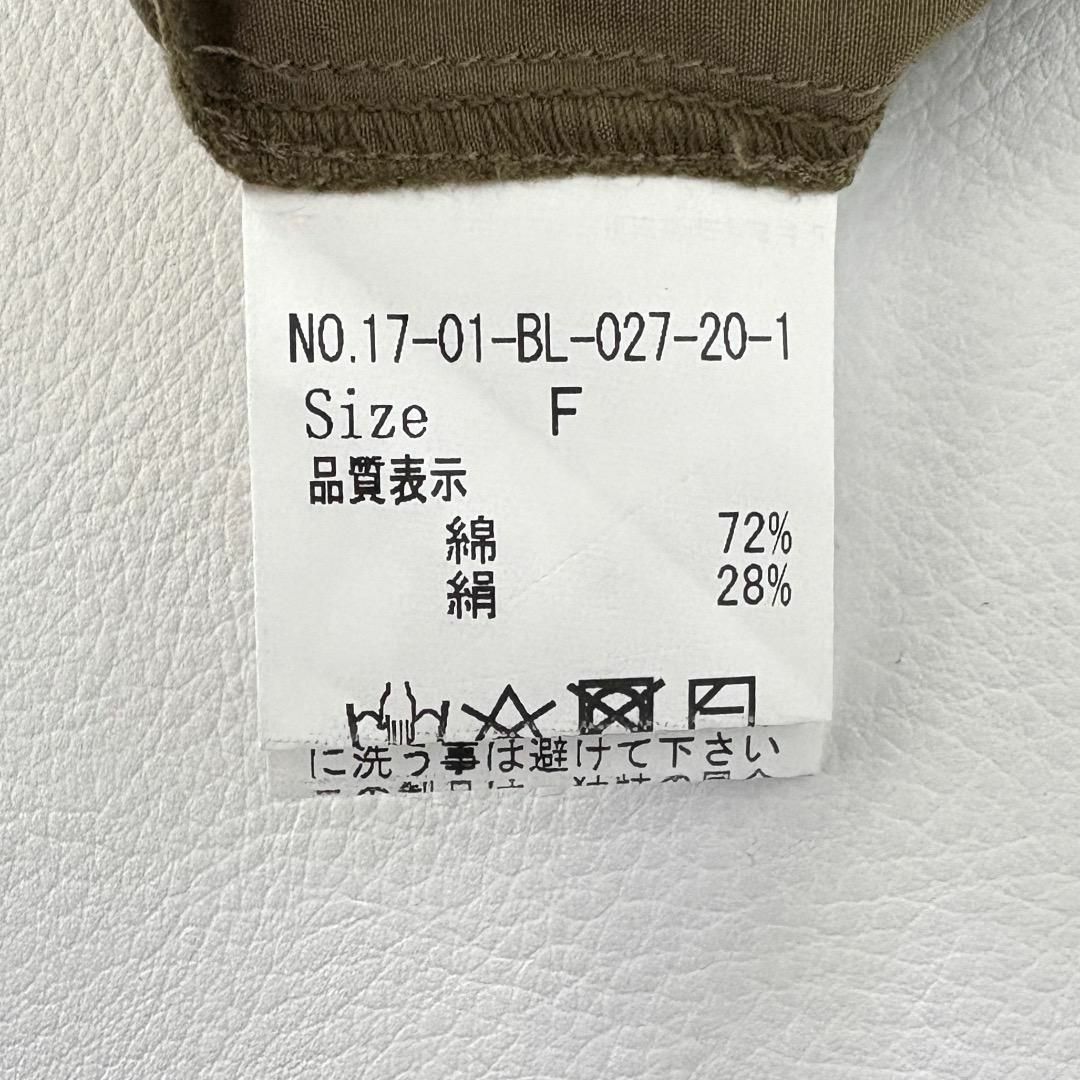 NO.17-01-BL-027-20-1
Size F
品質表示
綿 72%
絹 28%
に洗う事は避けて下さい